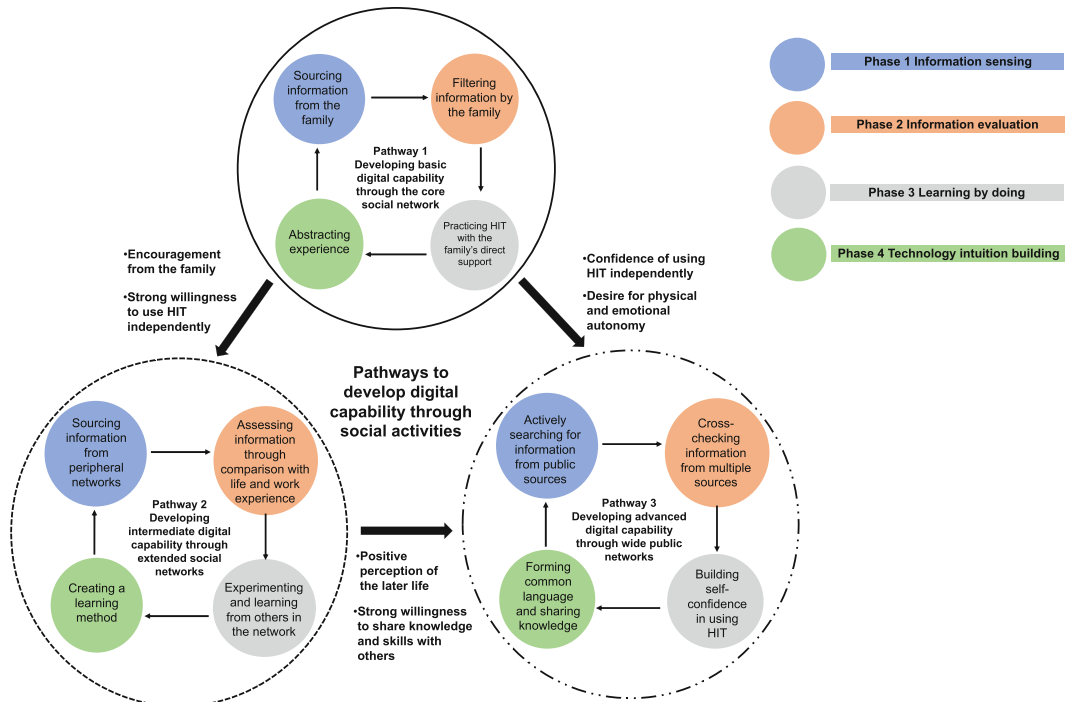 Sourcing
information
from the
family
Filtering
information by
the family
Pathway 1
Developing basic
digital capability
through the core
social network
Abstracting
experience
Practicing HIT
with the
family's direct
support
Phase 1 Information sensing
Phase 2 Information evaluation
Phase 3 Learning by doing
Phase 4 Technology intuition building
•Encouragement
from the family
•Strong willingness
to use HIT
independently
•Confidence of using
HIT independently
•Desire for physical
and emotional
autonomy
Pathways to
develop digital
capability through
social activities
Sourcing
information
from
peripheral
networks
Assessing
information
through
comparison with
life and work
experience
Pathway 2
Developing
intermediate digital
capability through
extended social
networks
Creating a
learning
method
Experimenting
and learning
from others in
the network
•Positive
perception of
the later life
•Strong willingness
to share knowledge
and skills with
others
Actively
searching for
information
from public
sources
Cross-
checking
information
from multiple
sources
Pathway 3
Developing advanced
digital capability
through wide public
networks
Forming
common
language
and sharing
knowledge
Building
self-
confidence
in using
HIT